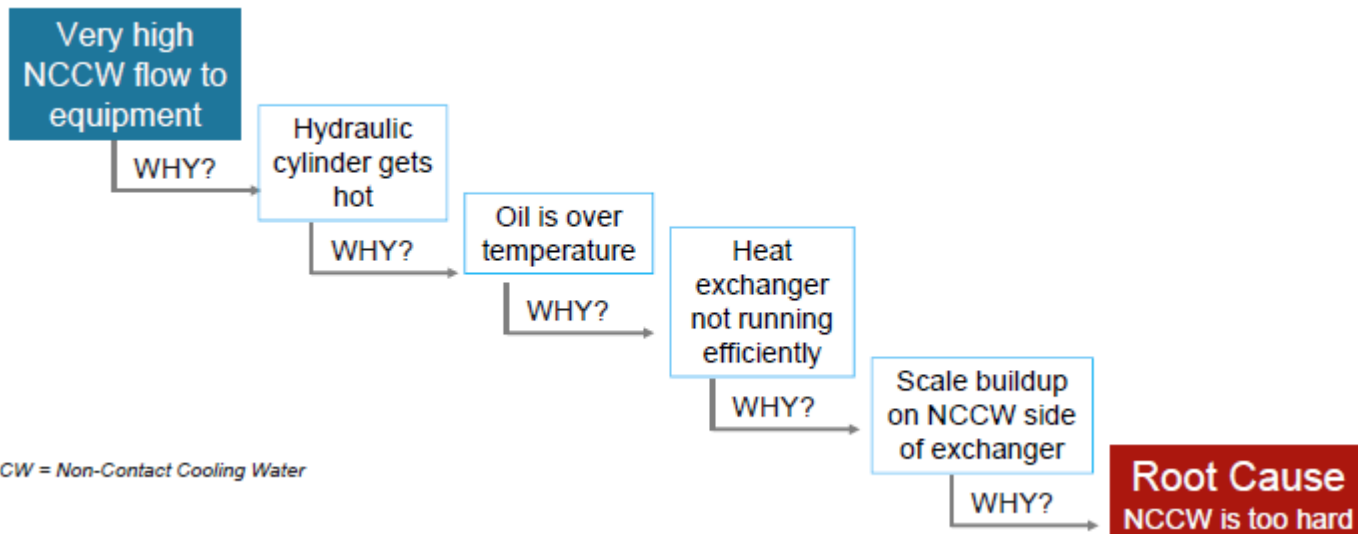 Very high
NCCW flow to
equipment
WHY?
Hydraulic
cylinder gets
hot
WHY?
Oil is over
temperature
WHY?
Heat
exchanger
not running
efficiently
WHY?
Scale buildup
on NCCW side
of exchanger
WHY?
Root Cause
NCCW is too hard
CW = Non-Contact Cooling Water